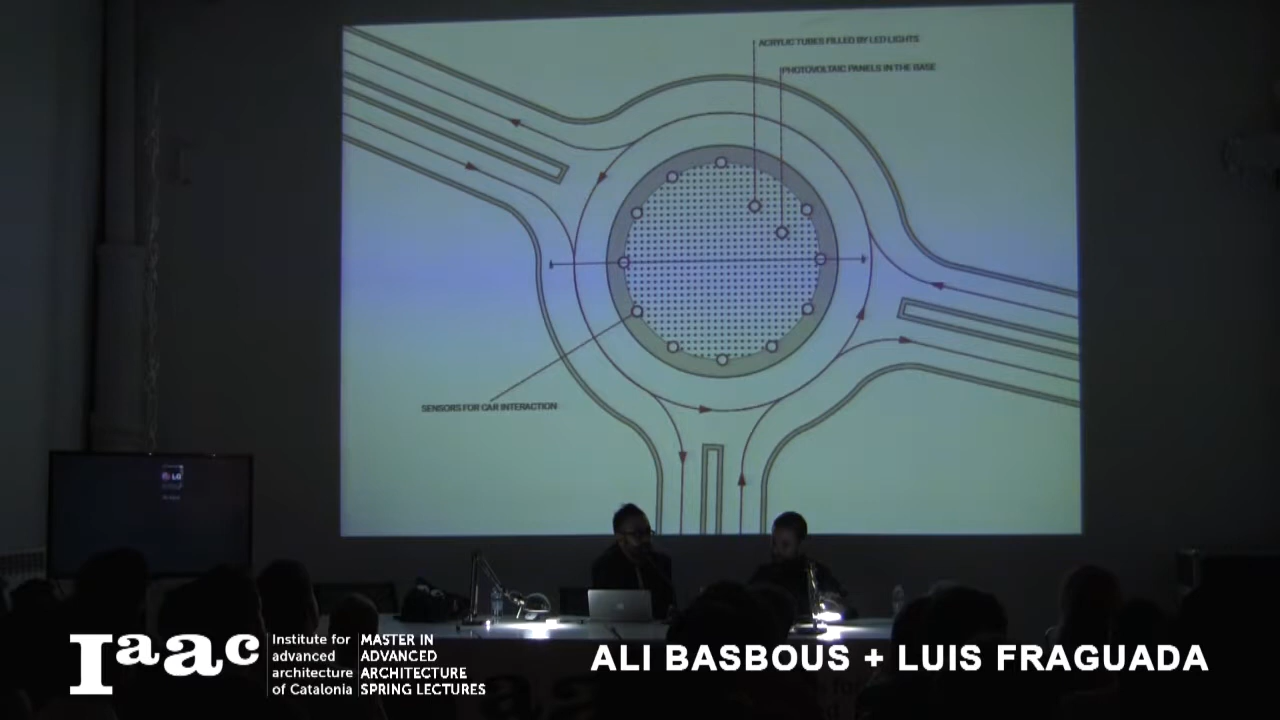 ACRYLIC TUBES FILLED BY LED LIGHTS
PHOTOVOLTAIC PANELS IN THE BASE
SENSORS FOR CAR INTERACTION
LG
Iaac
Institute for
advanced
architecture
of Catalonia
MASTER IN
ADVANCED
ARCHITECTURE
SPRING LECTURES
ALI BASBOUS + LUIS FRAGUADA